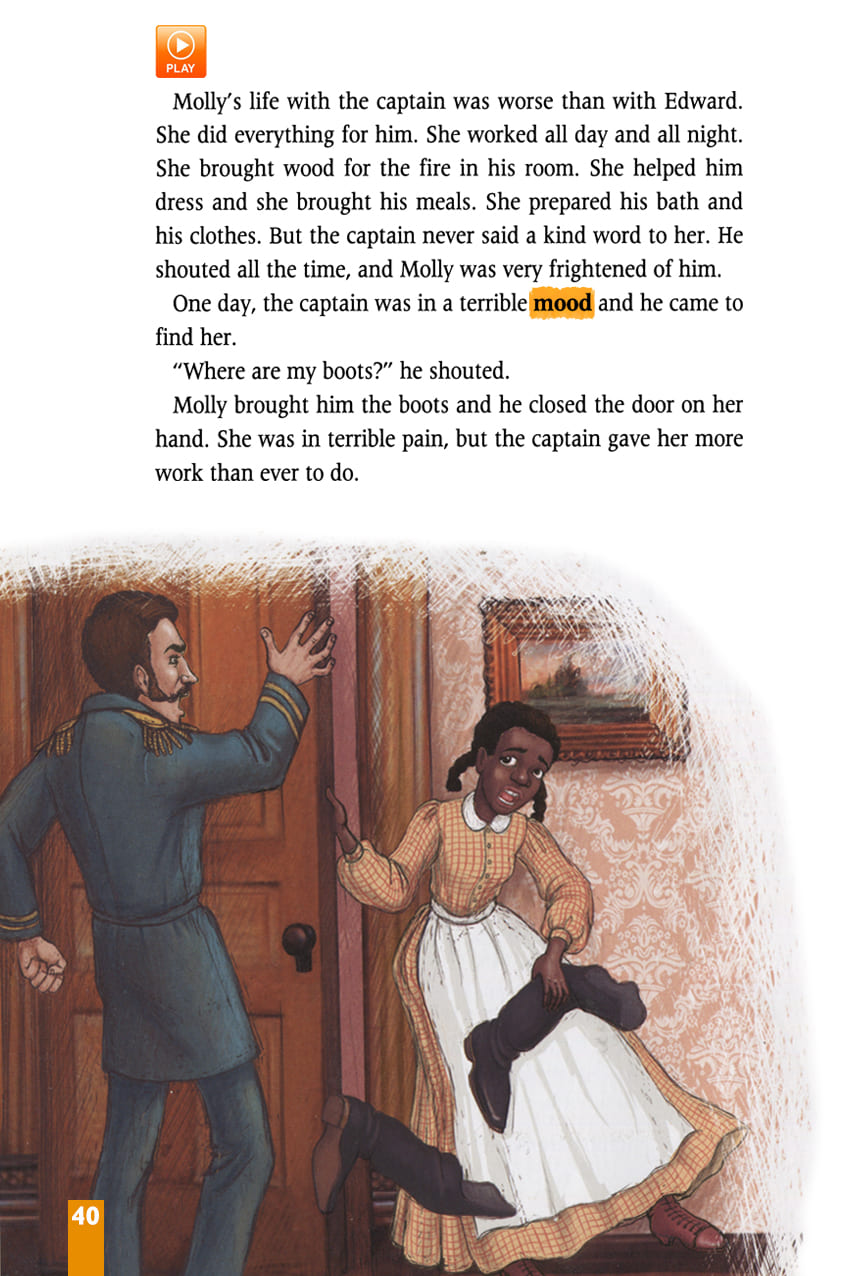 PLAY
Molly’s life with the captain was worse than with Edward.
She did everything for him. She worked all day and all night.
She brought wood for the fire in his room. She helped him
dress and she brought his meals. She prepared his bath and
his clothes. But the captain never said a kind word to her. He
shouted all the time, and Molly was very frightened of him.
One day, the captain was in a terrible mood and he came to
find her.
“Where are my boots?” he shouted.
Molly brought him the boots and he closed the door on her
hand. She was in terrible pain, but the captain gave her more
work than ever to do.
40